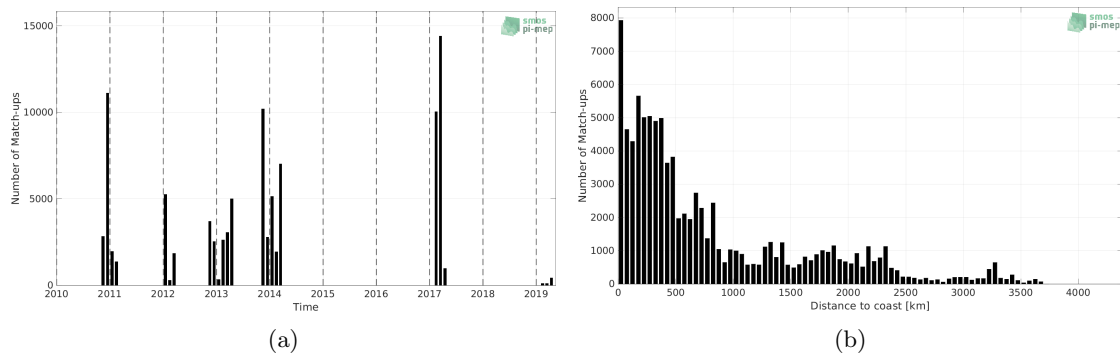 15000
10000
5000
0
Number of Match-ups
2010 2011 2012 2013 2014 2015 2016 2017 2018 2019
Time
smos
pi-mep
(a)
8000
7000
6000
5000
4000
3000
2000
1000
0
Number of Match-ups
0 500 1000 1500 2000 2500 3000 3500 4000
Distance to coast [km]
smos
pi-mep
(b)